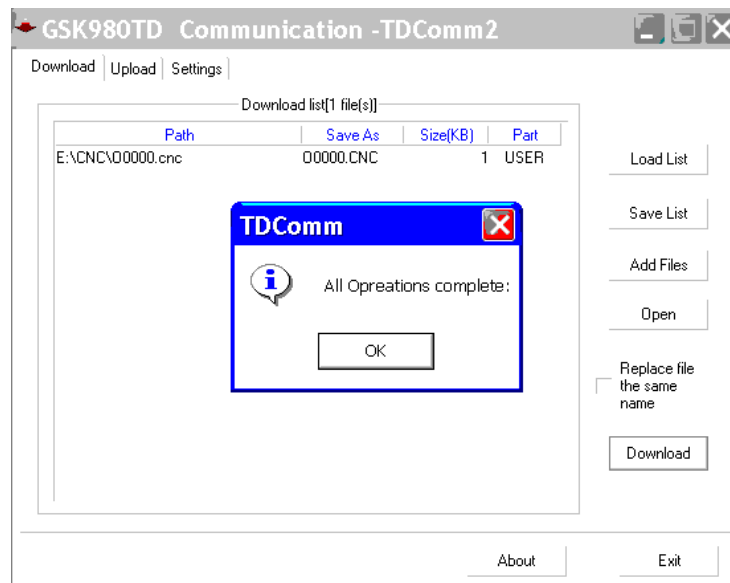 GSK980TD Communication -TDComm2
Download Upload Settings
Download list[1 file(s)]
Path Save As Size(KB) Part
E:\CNC\O0000.cnc O0000.CNC 1 USER
Load List
Save List
Add Files
Open
Replace file
the same
name
Download
TDComm
All Opreations complete:
OK
About Exit